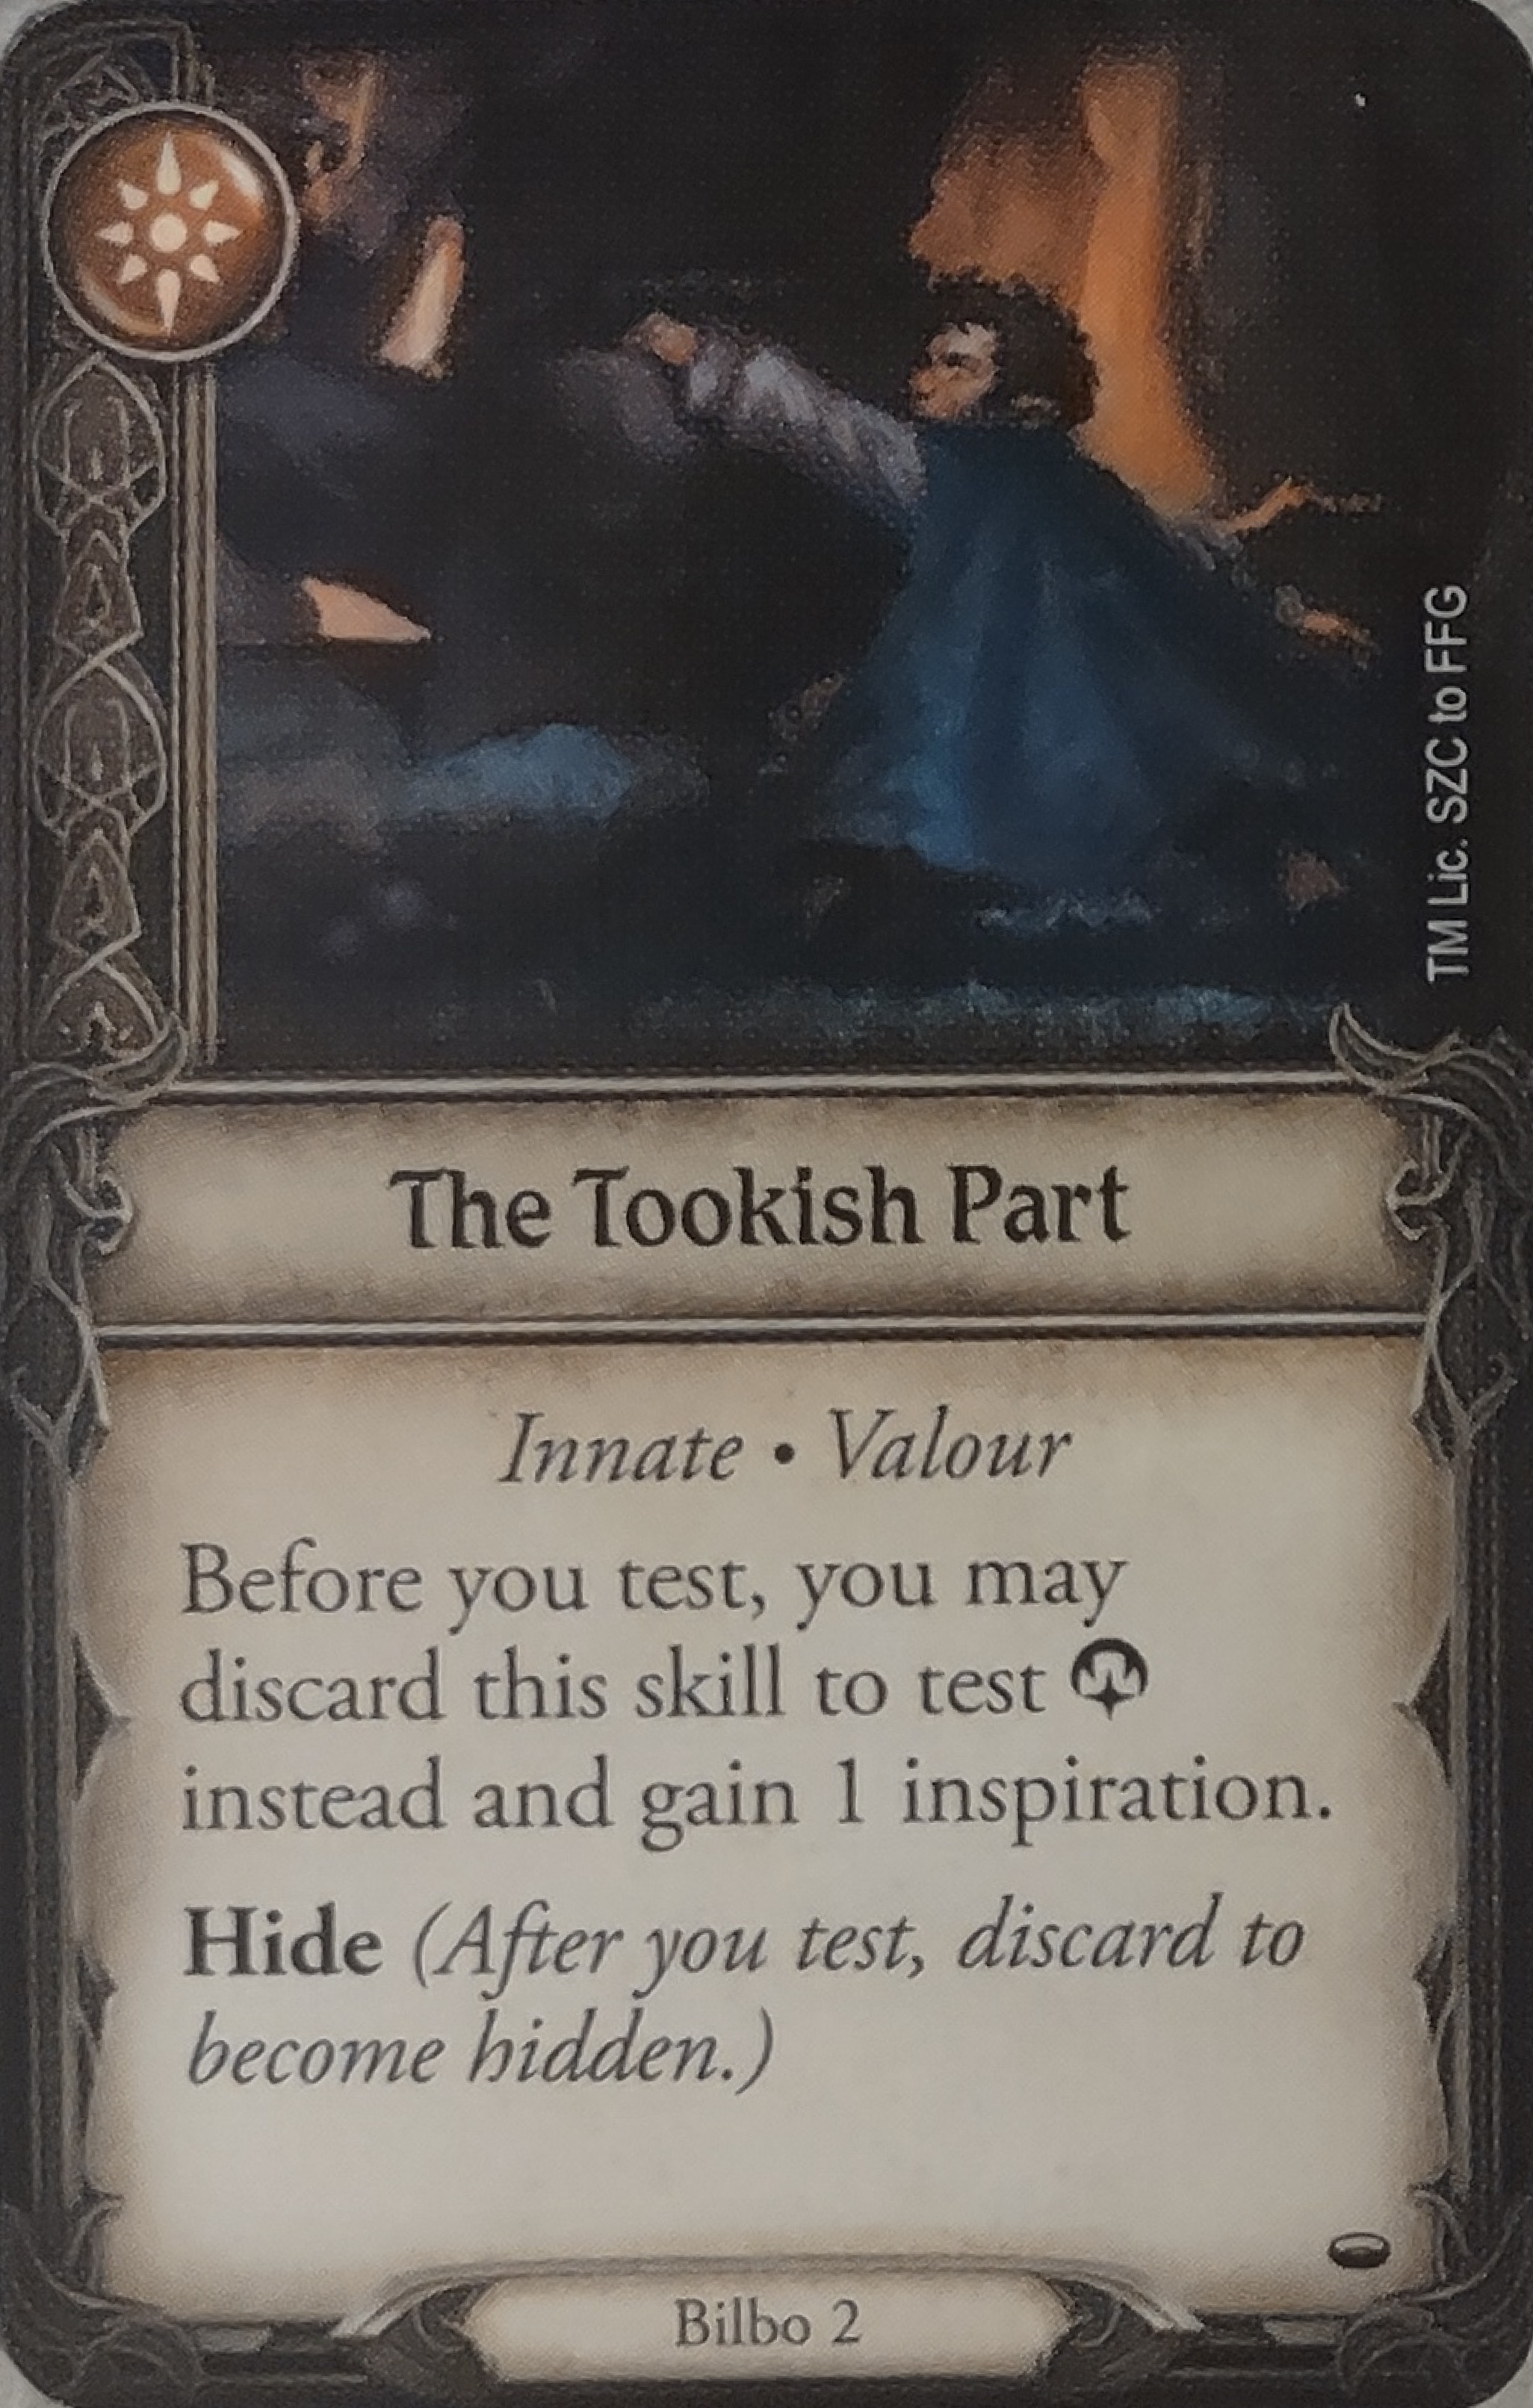 TM Lic. SZC to FFG
The Tookish Part
Innate • Valour
Before you test, you may
discard this skill to test
instead and gain 1 inspiration.
Hide (After you test, discard to
become hidden.)
Bilbo 2